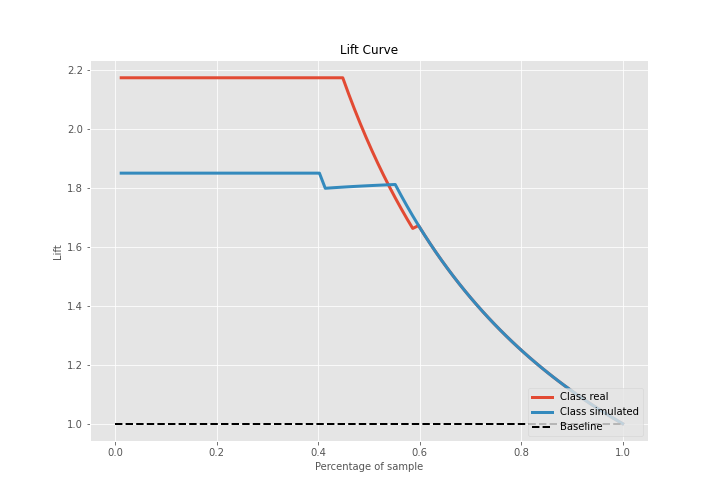 Lift Curve
2.2
2.0
1.8
1.6
1.4
1.2
1.0
Lift
0.0 0.2 0.4 0.6 0.8 1.0
Percentage of sample
Class real
Class simulated
Baseline